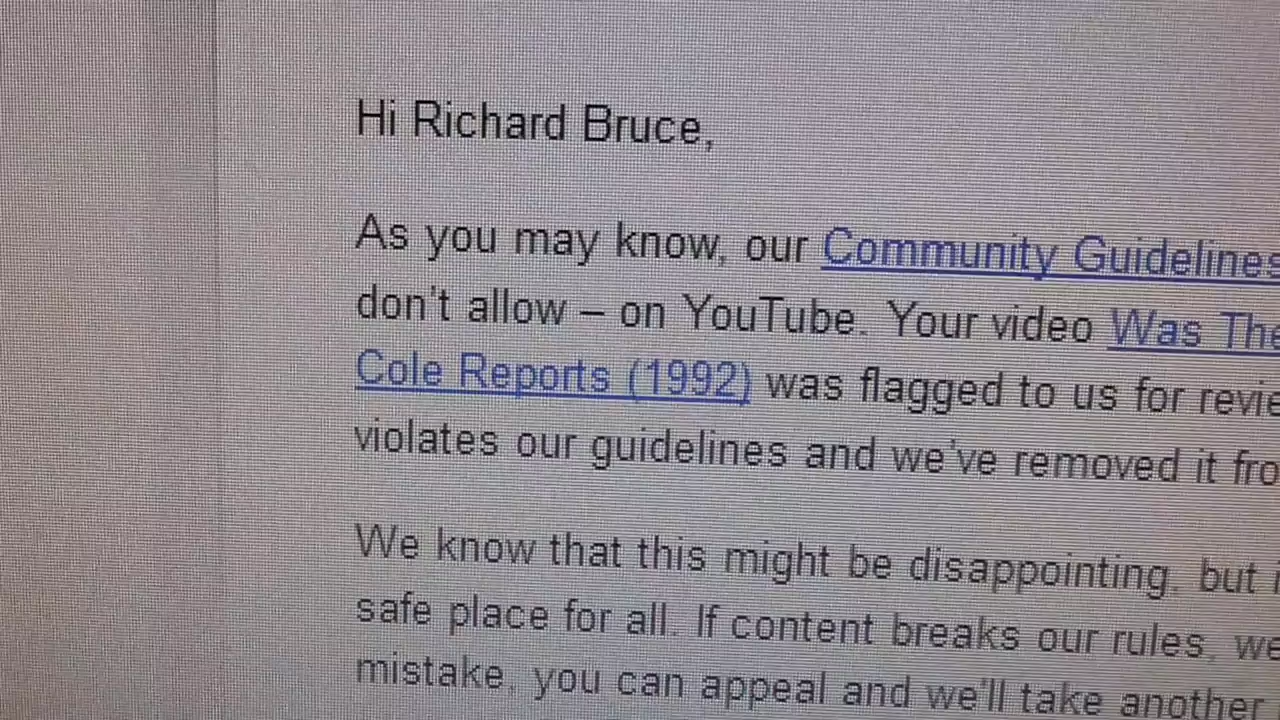 Hi Richard Bruce,
As you may know, our Community Guidelines
don't allow – on YouTube. Your video Was The
Cole Reports (1992) was flagged to us for
violates our guidelines and we've removed it
We know that this might be disappointing, but
safe place for all. If content breaks our rules, we
mistake, you can appeal and we'll take another